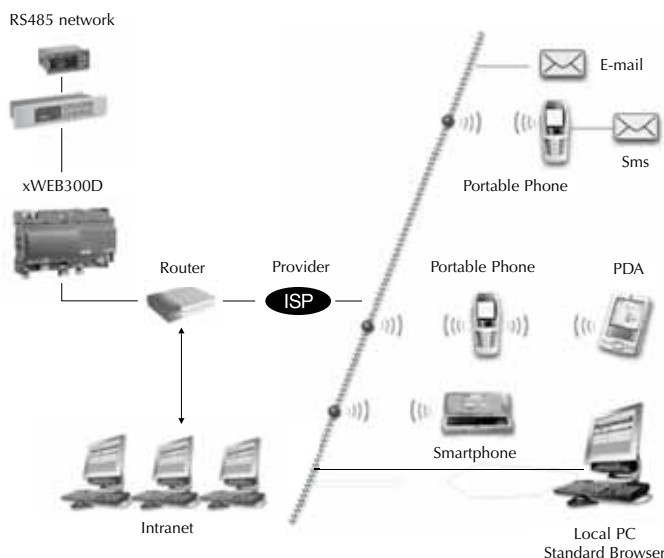 RS485 network
E-mail
Sms
Portable Phone
xWEB300D
Router
Provider
ISP
Portable Phone
PDA
Smartphone
Intranet
Local PC
Standard Browser